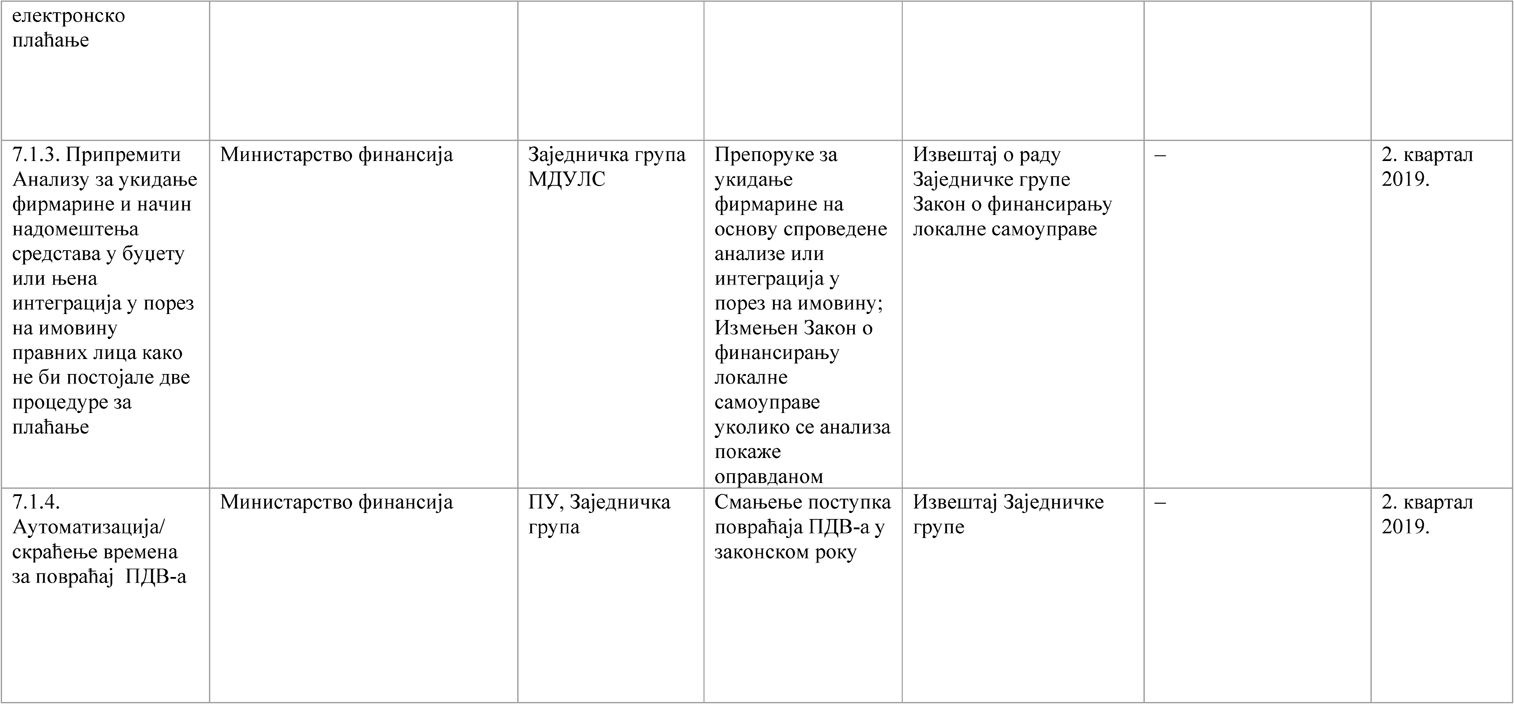 електронско
плаћање
7.1.3. Припремити
Анализу за укидање
фирмарине и начин
надомештења
средстава у буџету
или њена
интеграција у порез
на имовину
правних лица како
не би постојале две
процедуре за
плаћање
Министарство финансија
Заједничка група
МДУЛС
Препоруке за
укидање
фирмарине на
основу спроведене
анализе или
интеграција у
порез на имовину;
Измењен Закон о
финансирању
локалне
самоуправе
уколико се анализа
покаже
оправданом
Извештај о раду
Заједничке групе
Закон о финансирању
локалне самоуправе
–
2. квартал
2019.
7.1.4.
Аутоматизација/
скраћење времена
за повраћај  ПДВ-а
Министарство финансија
ПУ, Заједничка
група
Смањење поступка
повраћаја ПДВ-а у
законском року
Извештај Заједничке
групе
–
2. квартал
2019.